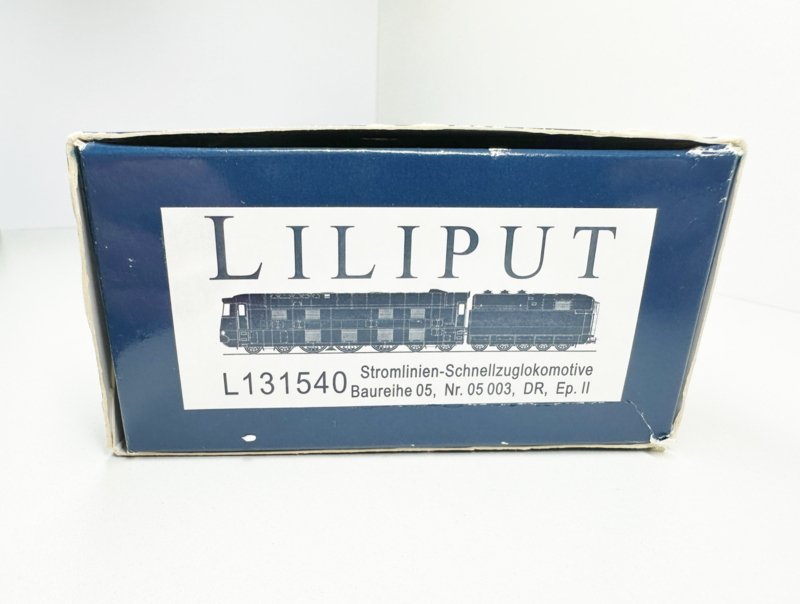 LILIPUT
L131540
Stromlinien-Schnellzuglokomotive
Baureihe 05, Nr. 05 003, DR, Ep. II